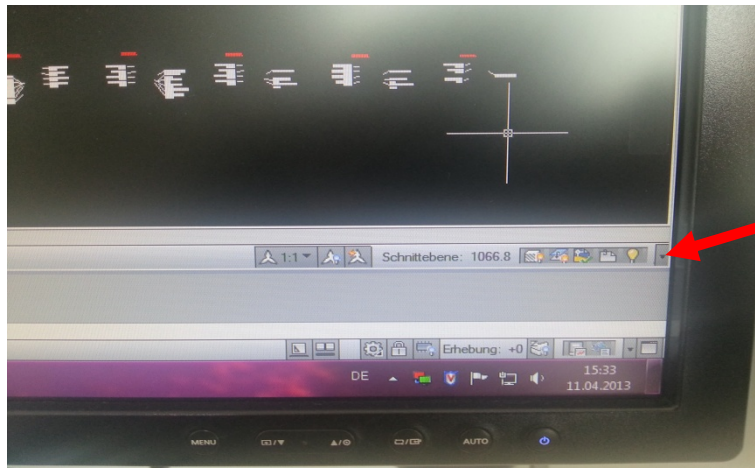 1:1 Schnittebene: 1066.8
Erhebung: +0
DE 15:33
11.04.2013
MENU AUTO